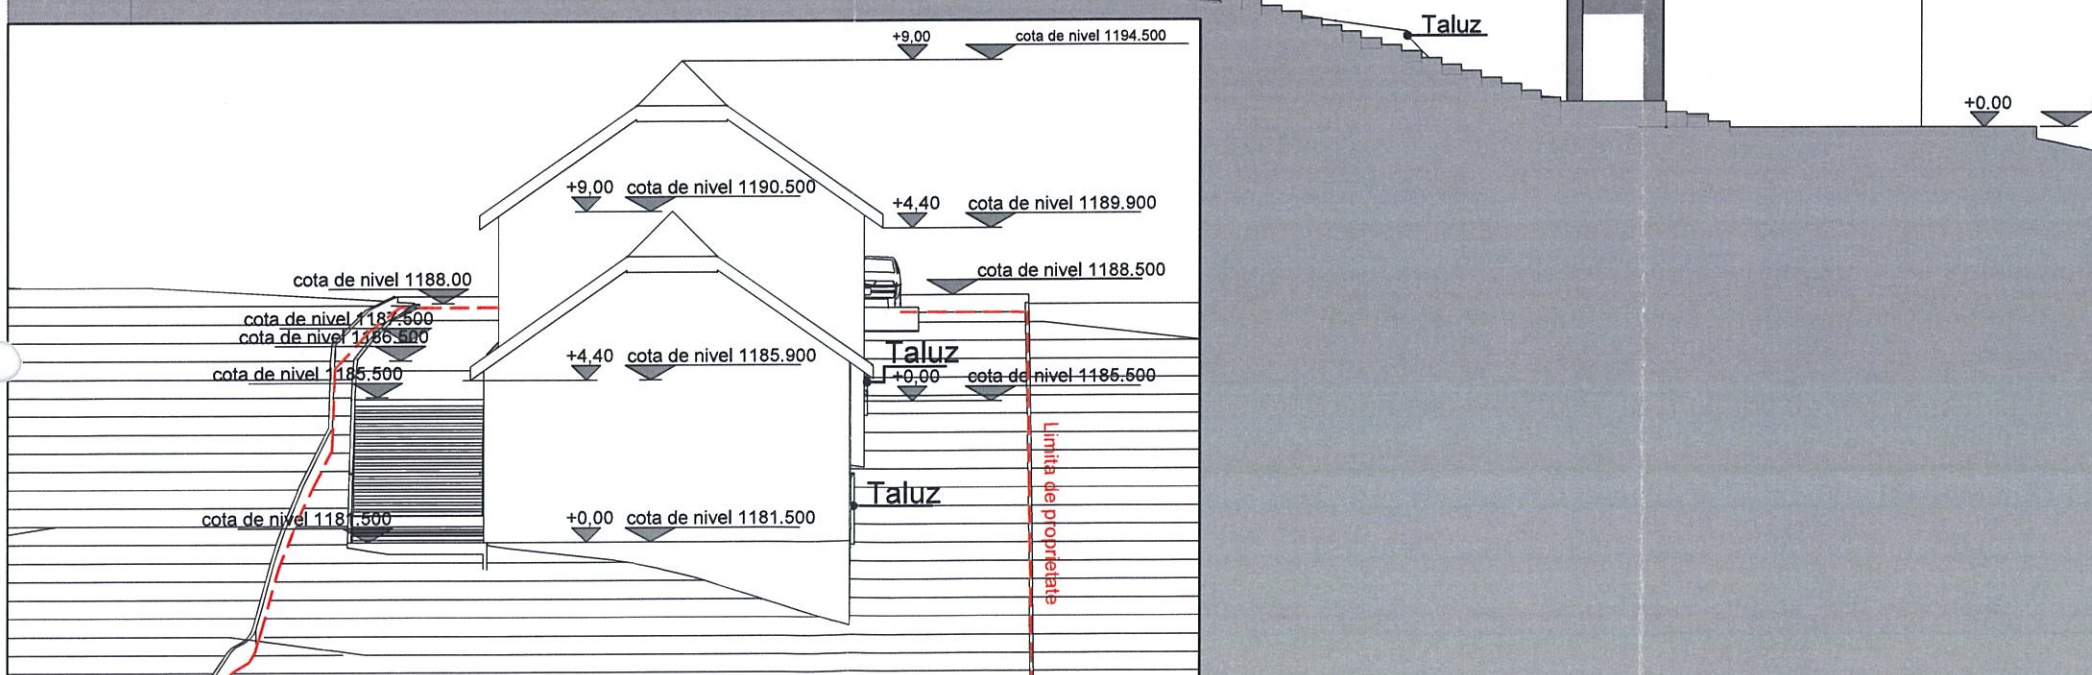 Taluz
+9,00 cota de nivel 1194.500
+0.00
+9,00 cota de nivel 1190.500
+4,40 cota de nivel 1189.900
cota de nivel 1188.500
cota de nivel 1188.00
cota de nivel 1187.500
cota de nivel 1186.500
+4,40 cota de nivel 1185.900
Taluz
cota de nivel 1185.500
+0,00 cota de nivel 1185.500
Limita de proprietate
Taluz
cota de nivel 1181.500
+0,00 cota de nivel 1181.500